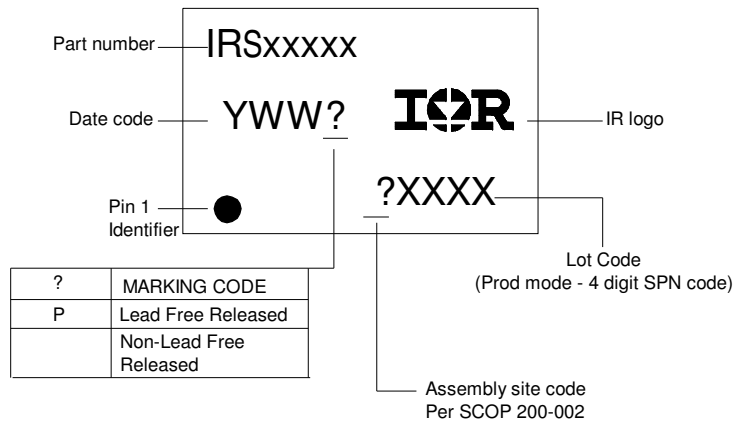 Part number
IRSxxxxx
Date code
YWW?
IOR
IR logo
?XXXX
Pin 1
Identifier
Lot Code
(Prod mode - 4 digit SPN code)
? MARKING CODE
P Lead Free Released
Non-Lead Free
Released
Assembly site code
Per SCOP 200-002